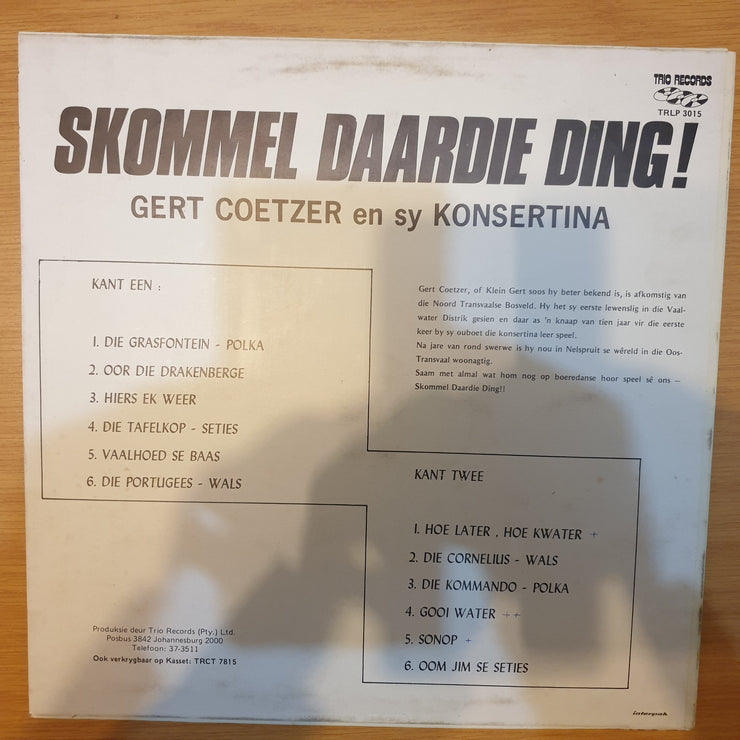 TRIO RECORDS
TRLP 3015
SKOMMEL DAARDIE DING!
GERT COETZER en sy KONSERTINA
KANT EEN :
1. DIE GRASFONTEIN - POLKA
2. OOR DIE DRAKENBERGE
3. HIERS EK WEER
4. DIE TAFELKOP - SETIES
5. VAALHOED SE BAAS
6. DIE PORTUGEES - WALS
Gert Coetzer, of Klein Gert soos hy beter bekend is, is afkomstig van
die Noord Transvaalse Bosveld. Hy het sy eerste lewenslig in die Vaal-
water Distrik gesien en daar as 'n knaap van tien jaar vir die eerste
keer by sy ouboet die konsertina leer speel.
Na jare van rond swerwe is hy nou in Nelspruit se wêreld in die Oos-
Transvaal woonagtig.
Saam met almal wat hom nog op boeredanse hoor speel sê ons –
Skommel Daardie Ding!!
KANT TWEE
1. HOE LATER , HOE KWATER +
2. DIE CORNELIUS - WALS
3. DIE KOMMANDO - POLKA
4. GOOI WATER ++
5. SONOP +
6. OOM JIM SE SETIES
Produksie deur Trio Records (Pty.) Ltd.
Posbus 3842 Johannesburg 2000
Telefoon: 37-3511
Ook verkrygbaar op Kasset: TRCT 7815
interpak